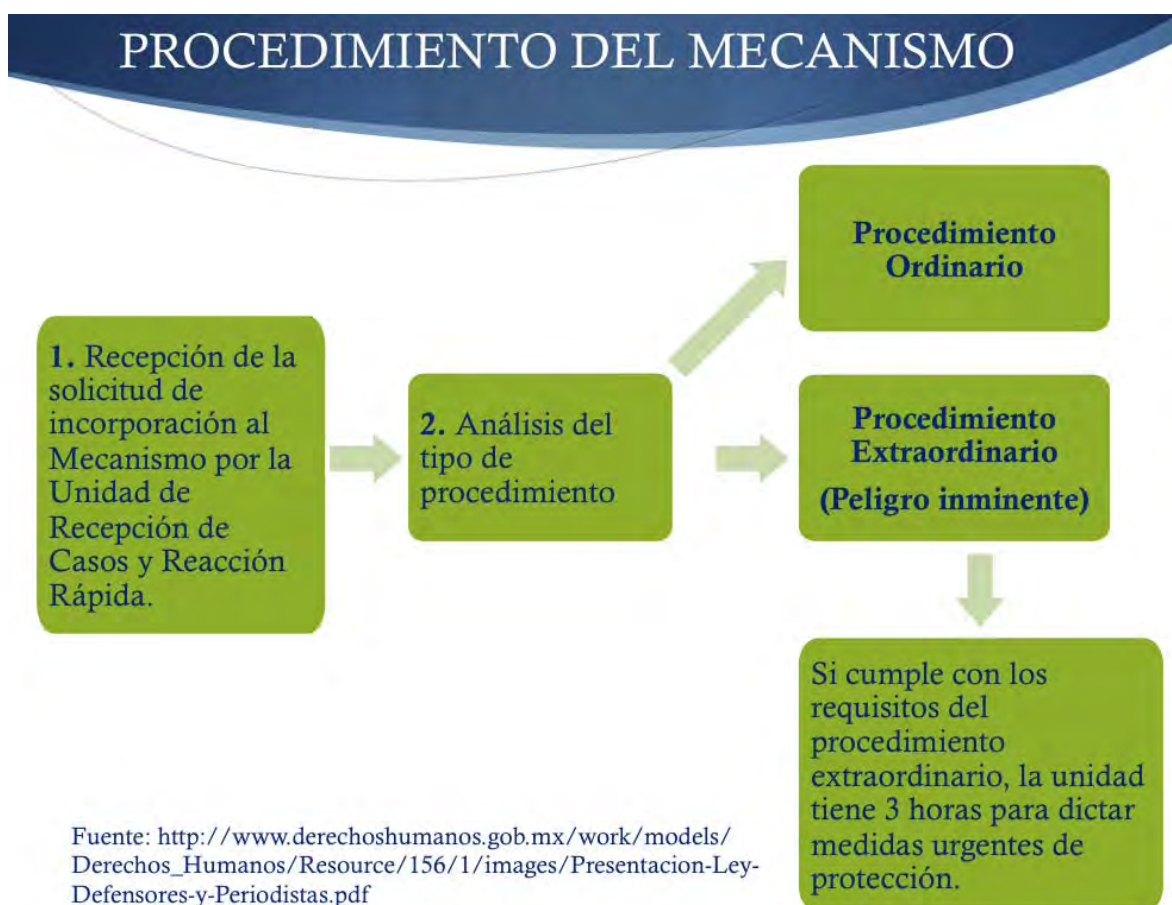 PROCEDIMIENTO DEL MECANISMO
1. Recepción de la
solicitud de
incorporación al
Mecanismo por la
Unidad de
Recepción de
Casos y Reacción
Rápida.
2. Análisis del
tipo de
procedimiento
Procedimiento
Ordinario
Procedimiento
Extraordinario
(Peligro inminente)
Si cumple con los
requisitos del
procedimiento
extraordinario, la unidad
tiene 3 horas para dictar
medidas urgentes de
protección.
Fuente: http://www.derechoshumanos.gob.mx/work/models/
Derechos_Humanos/Resource/156/1/images/Presentacion-Ley-
Defensores-y-Periodistas.pdf